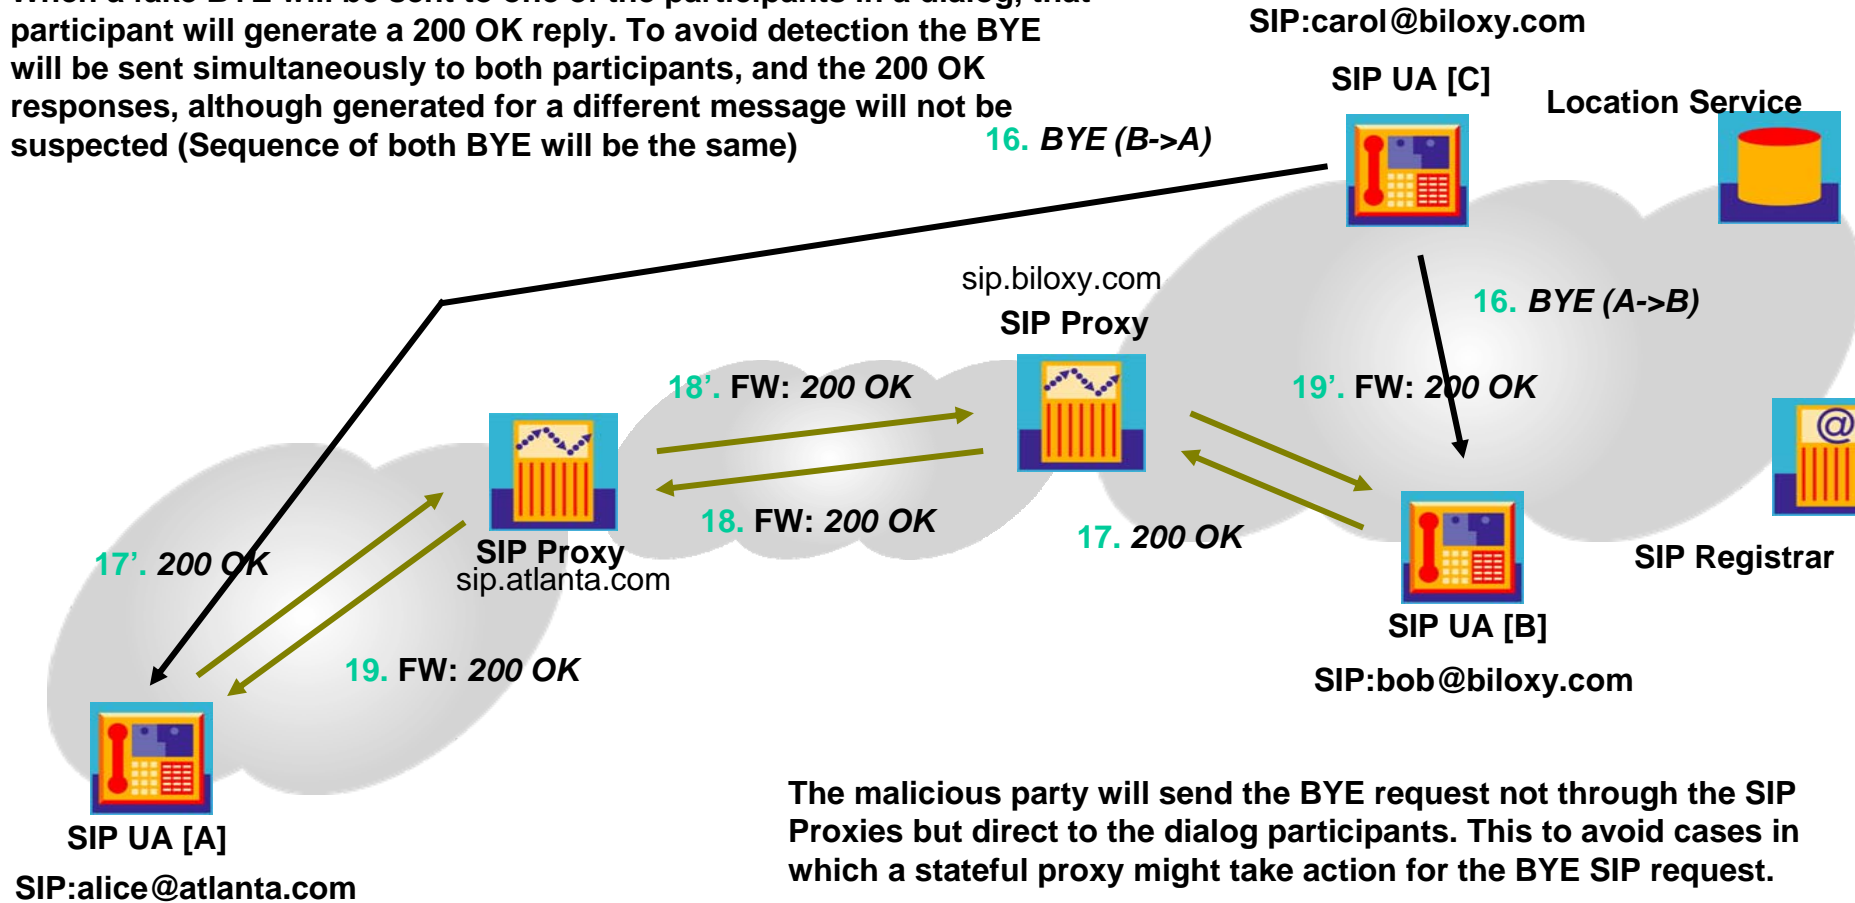 participant will generate a 200 OK reply. To avoid detection the BYE
will be sent simultaneously to both participants, and the 200 OK
responses, although generated for a different message will not be
suspected (Sequence of both BYE will be the same)
SIP:carol@biloxy.com
SIP UA [C]
Location Service
16. BYE (B->A)
sip.biloxy.com
SIP Proxy
16. BYE (A->B)
18’. FW: 200 OK
19’. FW: 200 OK
@
18. FW: 200 OK
17. 200 OK
17’. 200 OK
SIP Proxy
sip.atlanta.com
SIP Registrar
19. FW: 200 OK
SIP UA [B]
SIP:bob@biloxy.com
The malicious party will send the BYE request not through the SIP
Proxies but direct to the dialog participants. This to avoid cases in
which a stateful proxy might take action for the BYE SIP request.
SIP UA [A]
SIP:alice@atlanta.com